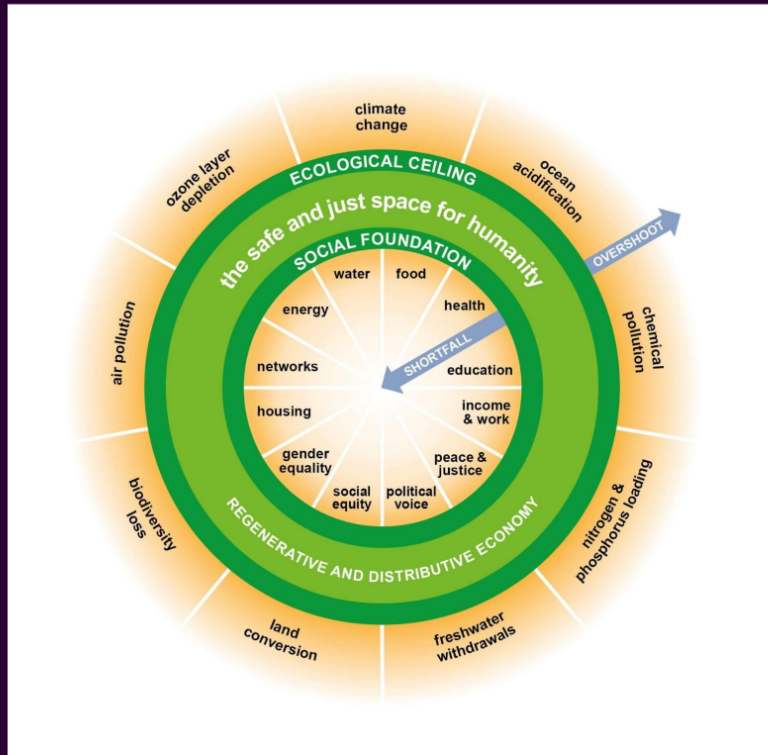 climate
change
ocean
acidification
chemical
pollution
nitrogen &
phosphorus loading
freshwater
withdrawals
land
conversion
biodiversity
loss
air pollution
ozone layer
depletion
ECOLOGICAL CEILING
the safe and just space for humanity
SOCIAL FOUNDATION
OVERSHOOT
SHORTFALL
water
food
health
education
income
& work
peace &
justice
political
voice
social
equity
gender
equality
housing
networks
energy
REGENERATIVE AND DISTRIBUTIVE ECONOMY